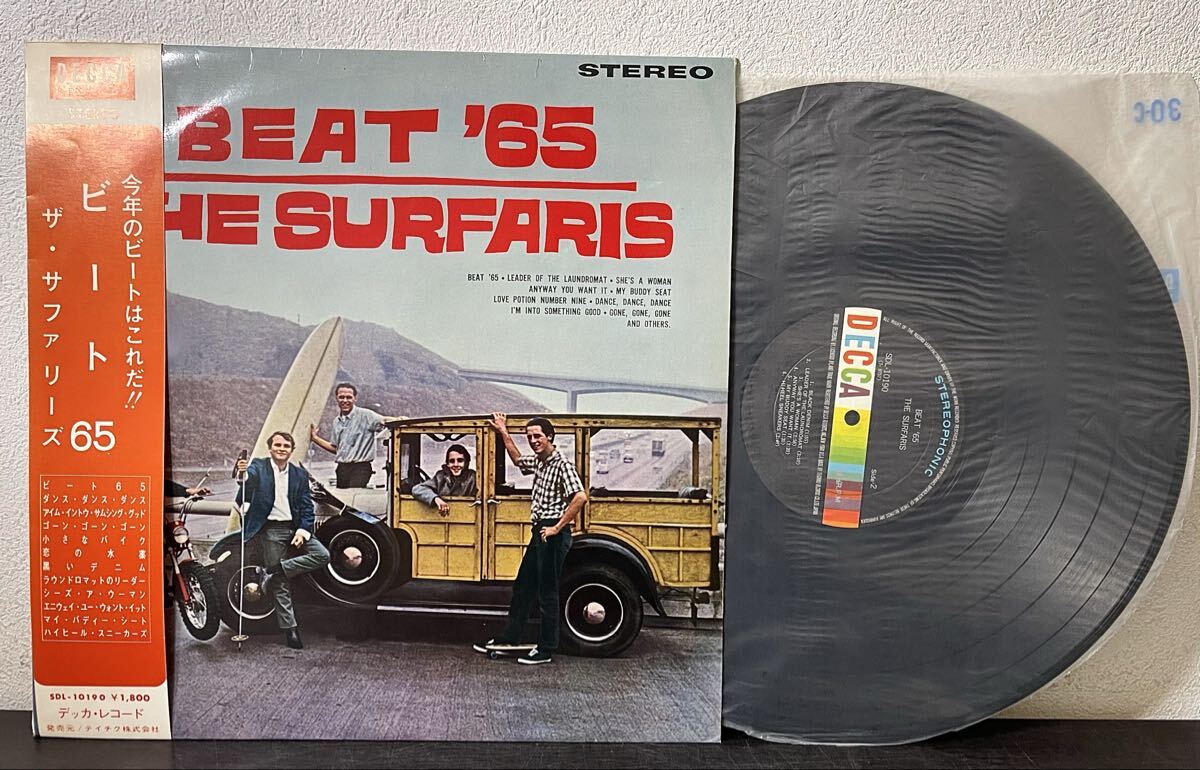 DECCA
STEREO
今年のビートはこれだ!!
ビート65
ザ・サファリーズ
ビート65
ダンス・ダンス・ダンス
アイム・イントゥ・サムシング・グッド
ゴーン・ゴーン・ゴーン
小さなバイク
恋の水薬
黒いデニム
ラウンドロマットのリーダー
シーズ・ア・ウーマン
エニウェイ・ユー・ウォント・イット
マイ・バディー・シート
ハイヒール・スニーカーズ
SDL-10190 ¥1,800
デッカ・レコード
発売元/テイチク株式会社
STEREO
BEAT '65
THE SURFARIS
BEAT '65 • LEADER OF THE LAUNDROMAT • SHE'S A WOMAN
ANYWAY YOU WANT IT • MY BUDDY SEAT
LOVE POTION NUMBER NINE • DANCE, DANCE, DANCE
I'M INTO SOMETHING GOOD • GONE, GONE, GONE
AND OTHERS.
30-C
DECCA
STEREOPHONIC
SDL-10190
BEAT '65
THE SURFARIS
Side 2